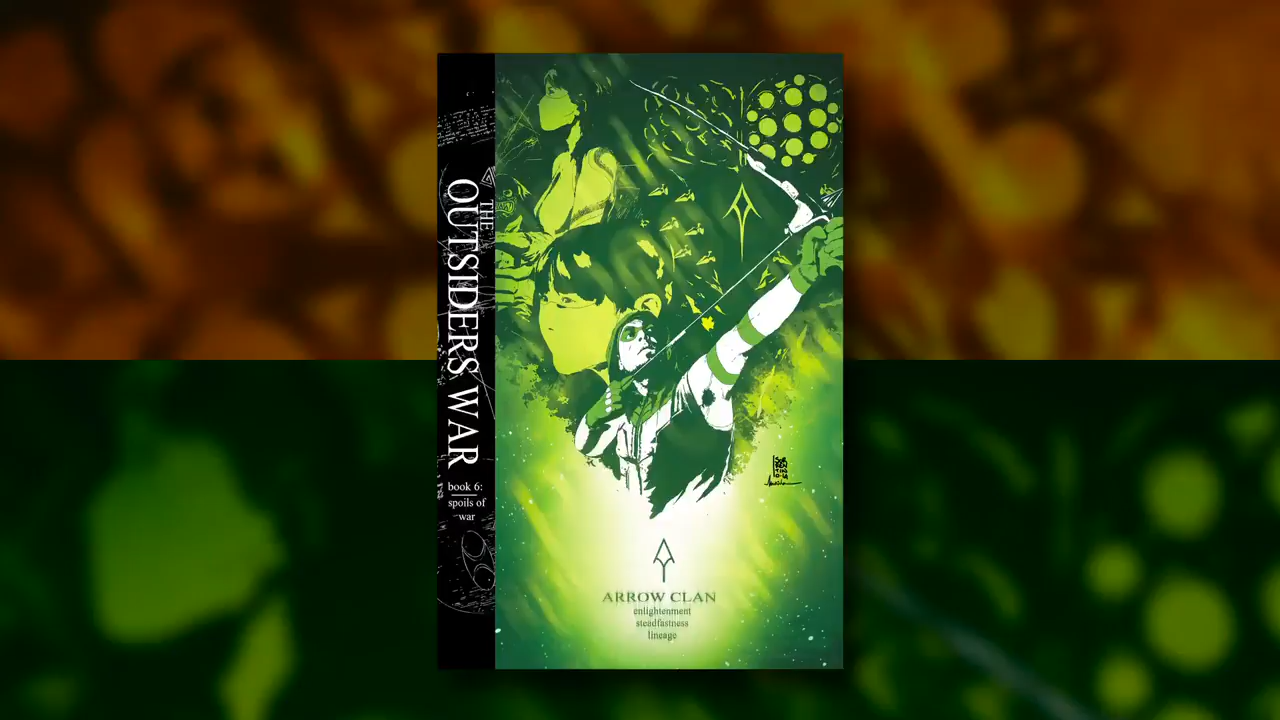 THE
OUTSIDERS WAR
book 6:
spoils of
war
ARROW CLAN
enlightenment
steadfastness
lineage